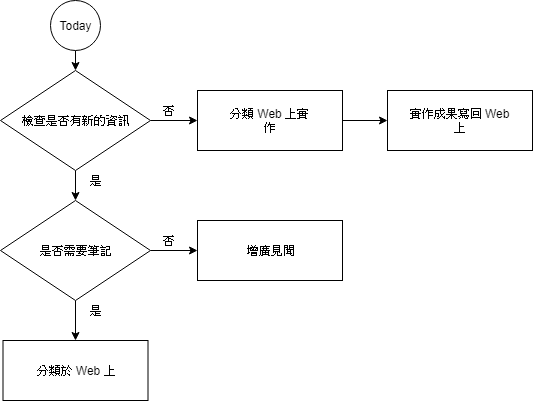 Today
檢查是否有新的資訊
否
分類 Web 上實
作
實作成果寫回 Web
上
是
是否需要筆記
否
增廣見聞
是
分類於 Web 上